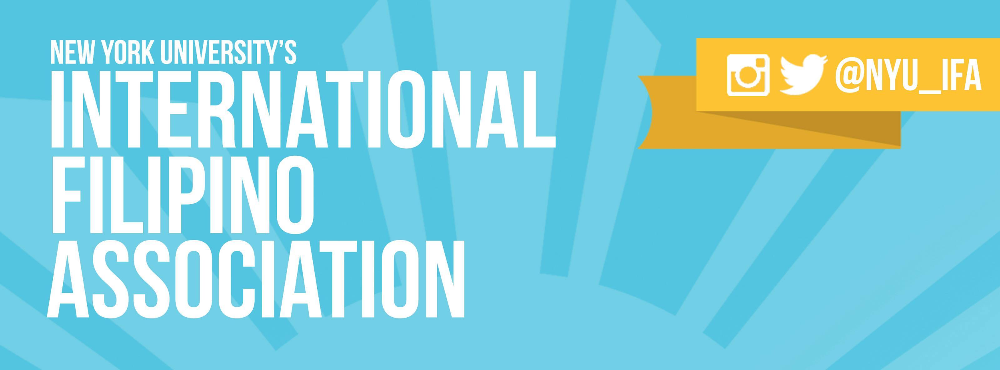 NEW YORK UNIVERSITY'S
INTERNATIONAL
FILIPINO
ASSOCIATION
@NYU_IFA